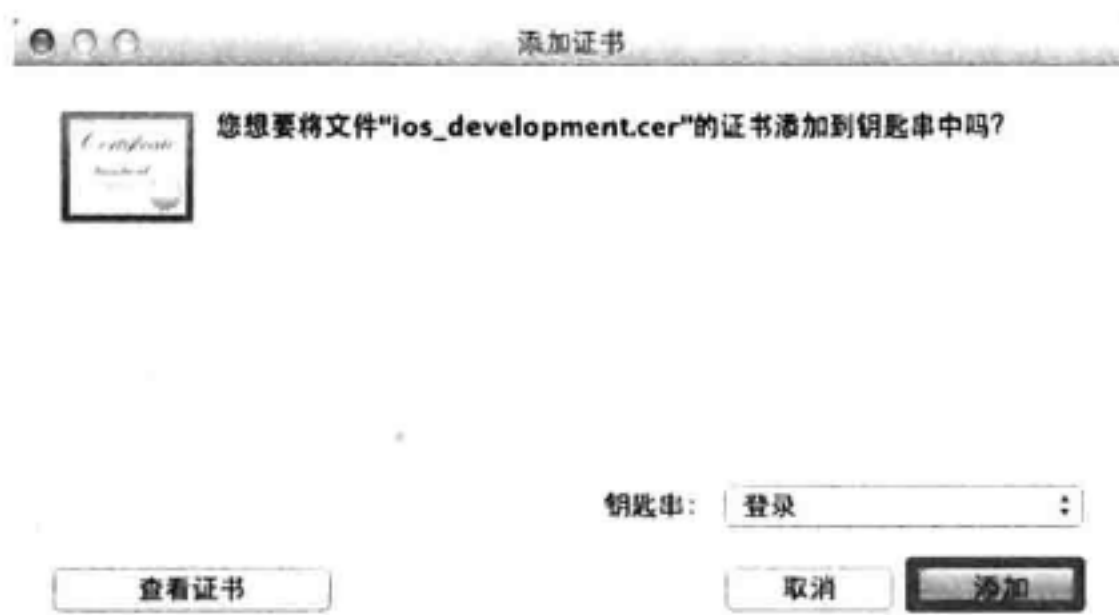 添加证书
Certificate
您想要将文件"ios_development.cer"的证书添加到钥匙串中吗?
钥匙串: 登录
查看证书 取消 添加